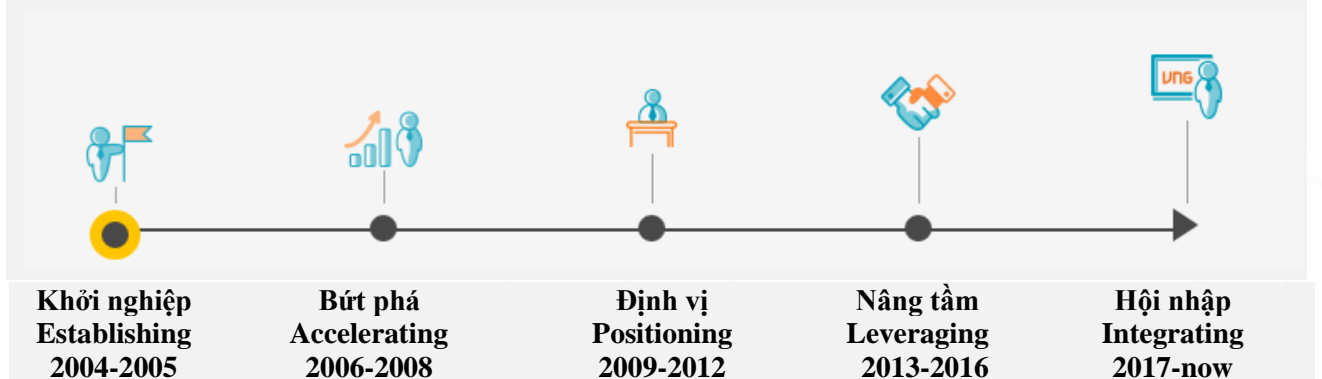 VNG
Khởi nghiệp
Establishing
2004-2005
Bứt phá
Accelerating
2006-2008
Định vị
Positioning
2009-2012
Nâng tầm
Leveraging
2013-2016
Hội nhập
Integrating
2017-now